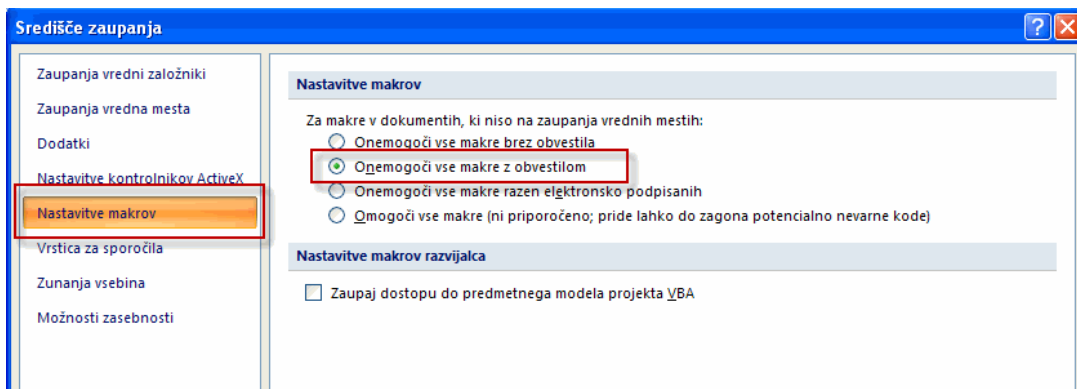 Središče zaupanja
Zaupanja vredni založniki
Zaupanja vredna mesta
Dodatki
Nastavitve kontrolnikov ActiveX
Nastavitve makrov
Vrstica za sporočila
Zunanja vsebina
Možnosti zasebnosti
Nastavitve makrov
Za makre v dokumentih, ki niso na zaupanja vrednih mestih:
Onemogoči vse makre brez obvestila
Onemogoči vse makre z obvestilom
Onemogoči vse makre razen elektronsko podpisanih
Omogoči vse makre (ni priporočeno; pride lahko do zagona potencialno nevarne kode)
Nastavitve makrov razvijalca
Zaupaj dostopu do predmetnega modela projekta VBA